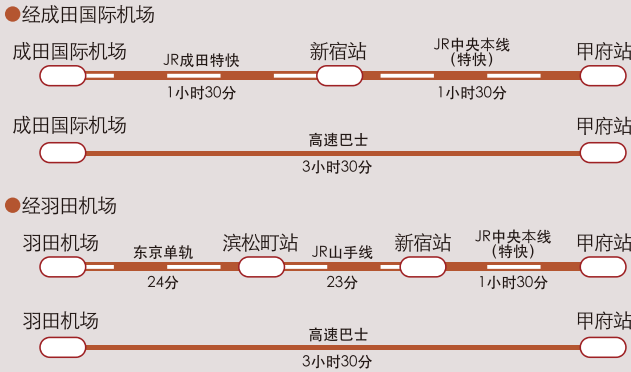 ●经成田国际机场
成田国际机场 JR成田特快 新宿站 JR中央本线 甲府站
(特快)
1小时30分 1小时30分
成田国际机场 高速巴士 甲府站
3小时30分
●经羽田机场
羽田机场 东京单轨 滨松町站 JR山手线 新宿站 JR中央本线 甲府站
(特快)
24分 23分 1小时30分
羽田机场 高速巴士 甲府站
3小时30分